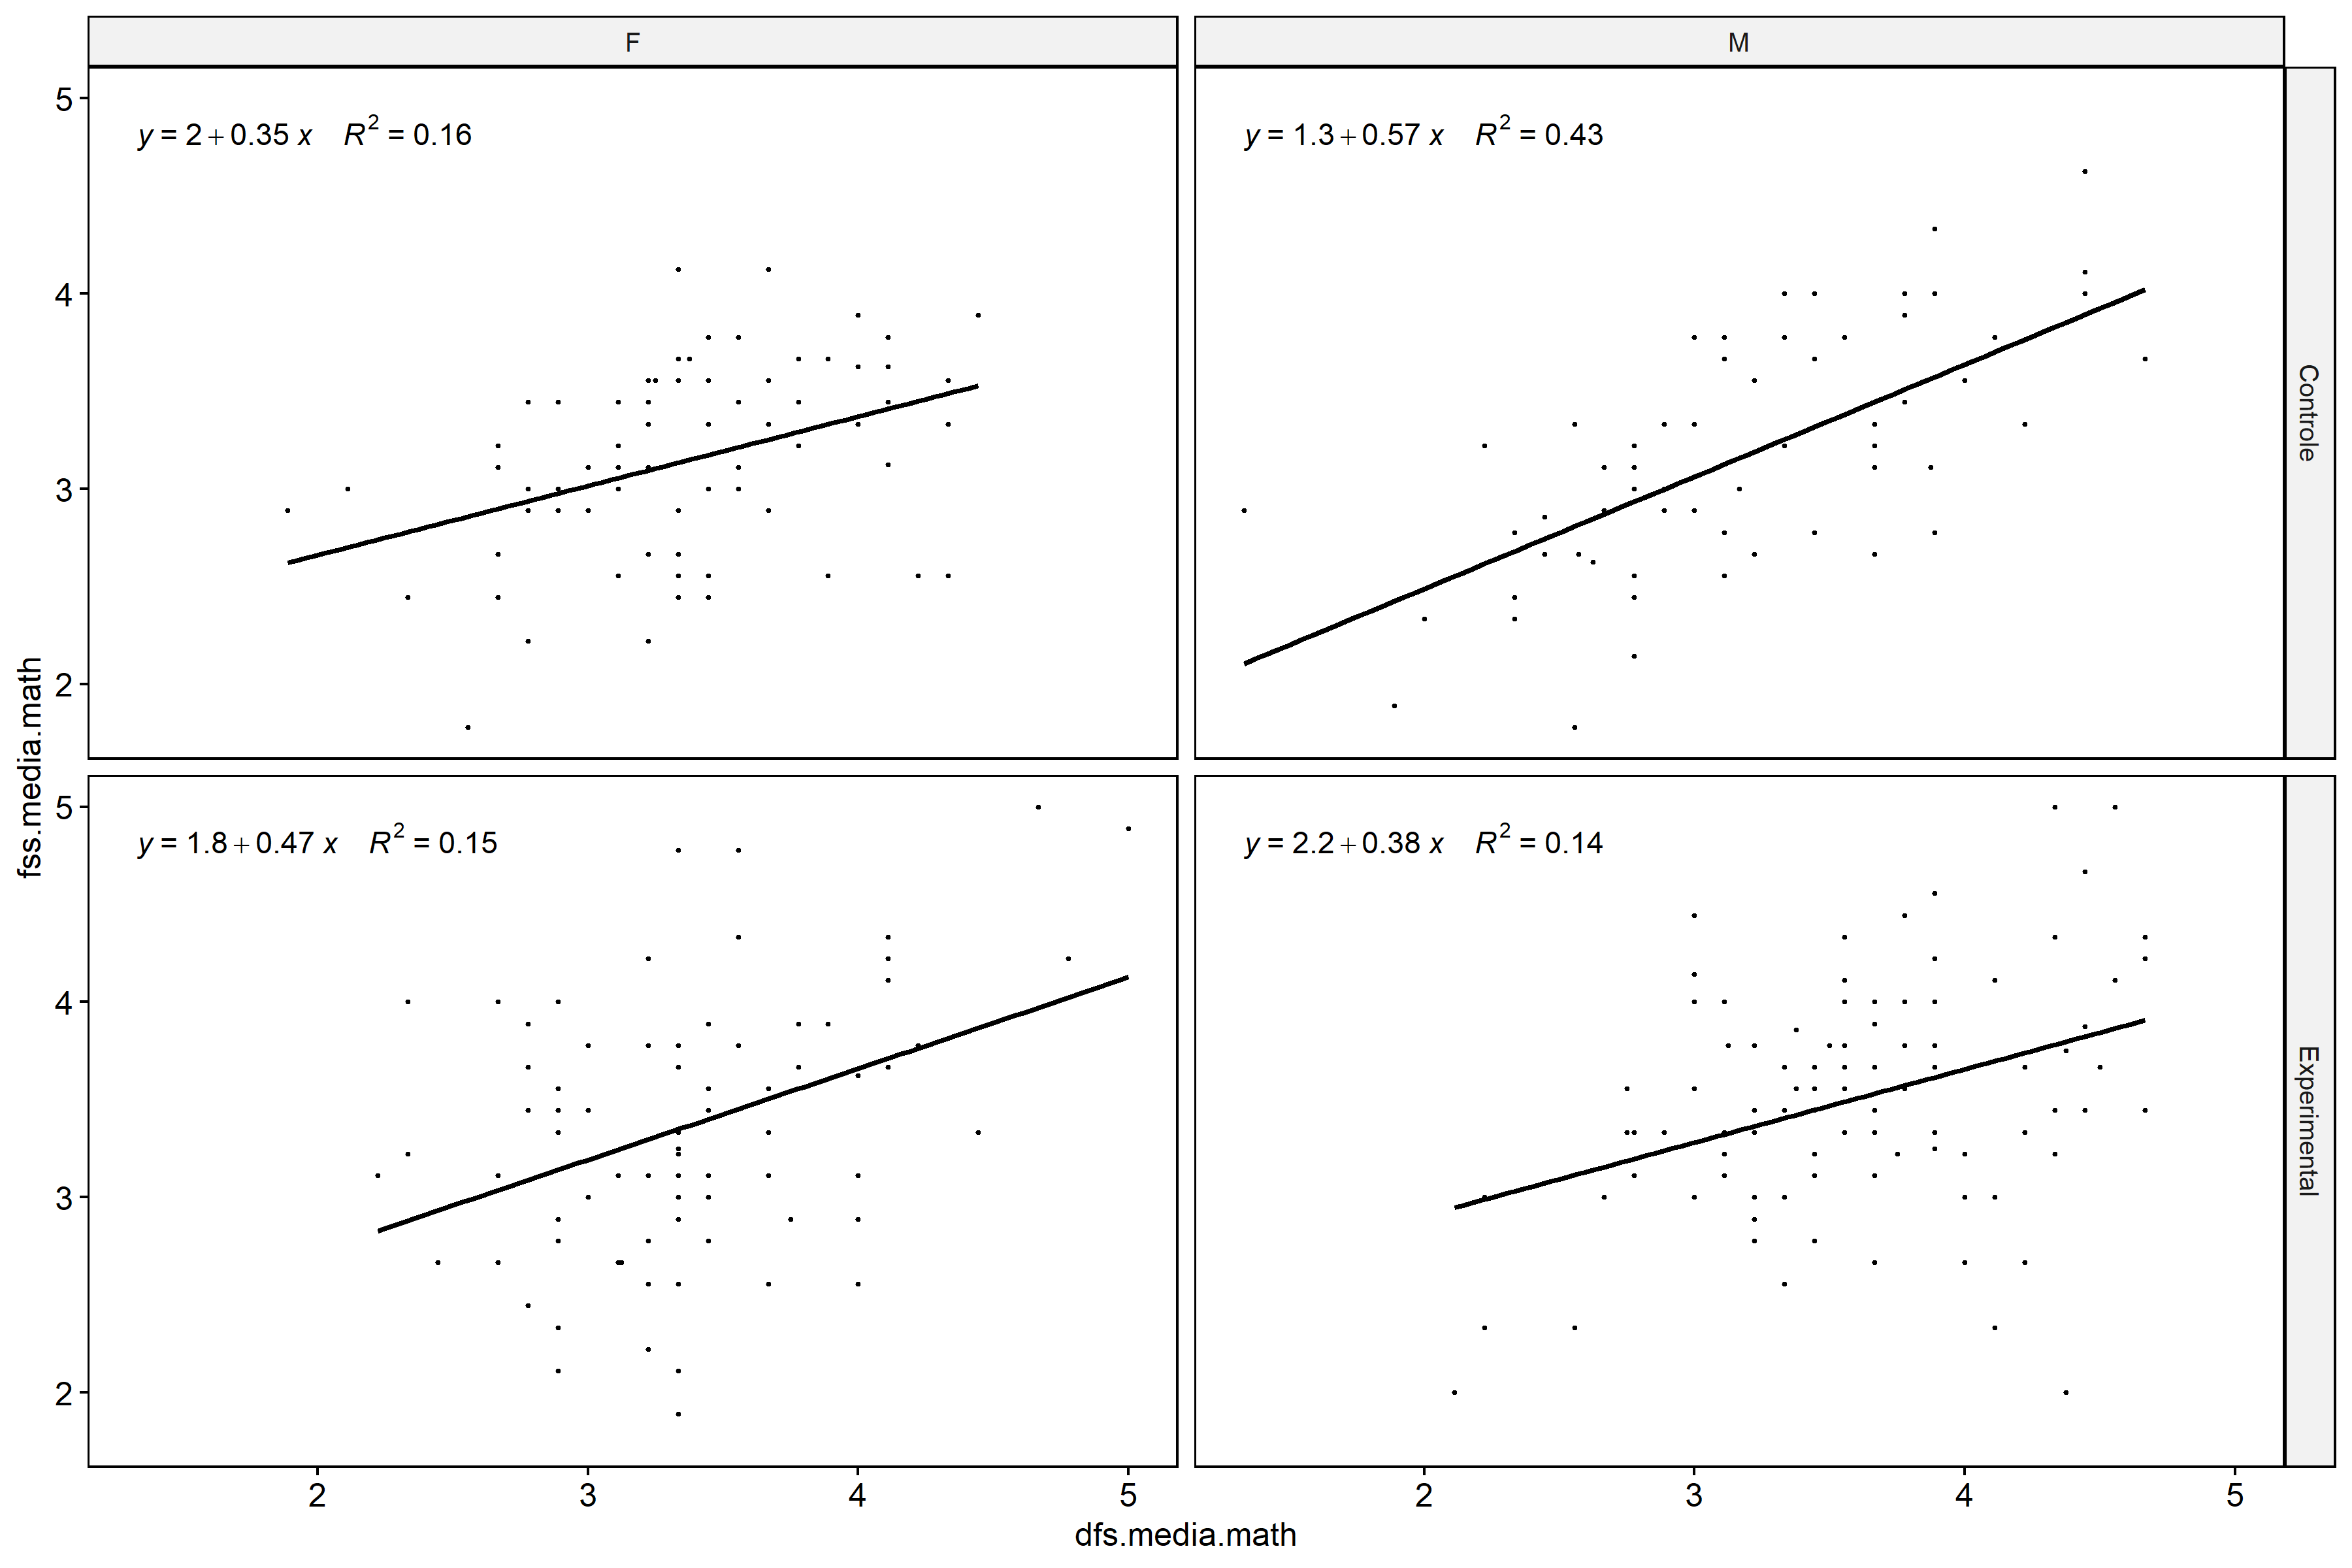 F
M
5
y = 2 + 0.35 x R² = 0.16
y = 1.3 + 0.57 x R² = 0.43
4
3
2
Controle
fss.media.math
5
y = 1.8 + 0.47 x R² = 0.15
y = 2.2 + 0.38 x R² = 0.14
4
3
2
Experimental
2 3 4 5
2 3 4 5
dfs.media.math